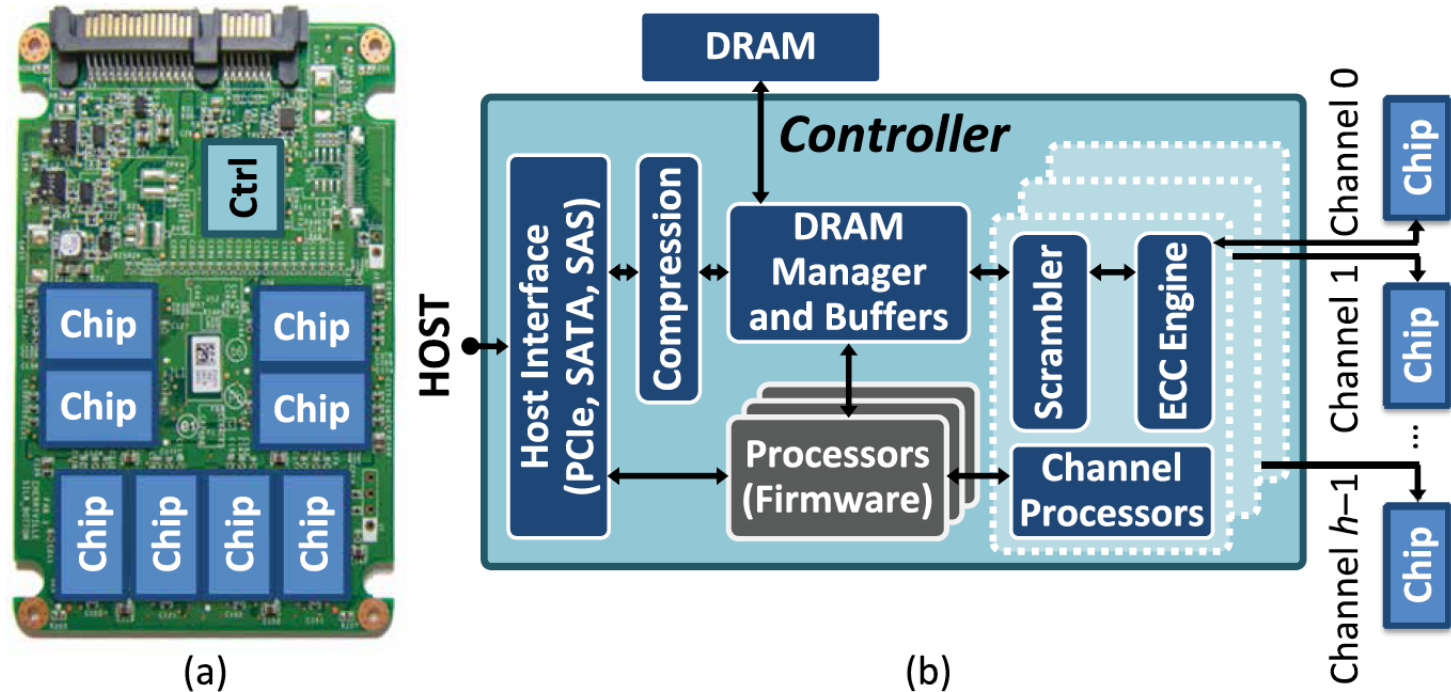 Ctrl
Chip
Chip
Chip
Chip
Chip
Chip
Chip
Chip
(a)
DRAM
Controller
HOST
Host Interface
(PCIe, SATA, SAS)
Compression
DRAM
Manager
and Buffers
Processors
(Firmware)
Scrambler
ECC Engine
Channel
Processors
Channel 0
Chip
Channel 1
Chip
...
Channel h–1
Chip
(b)